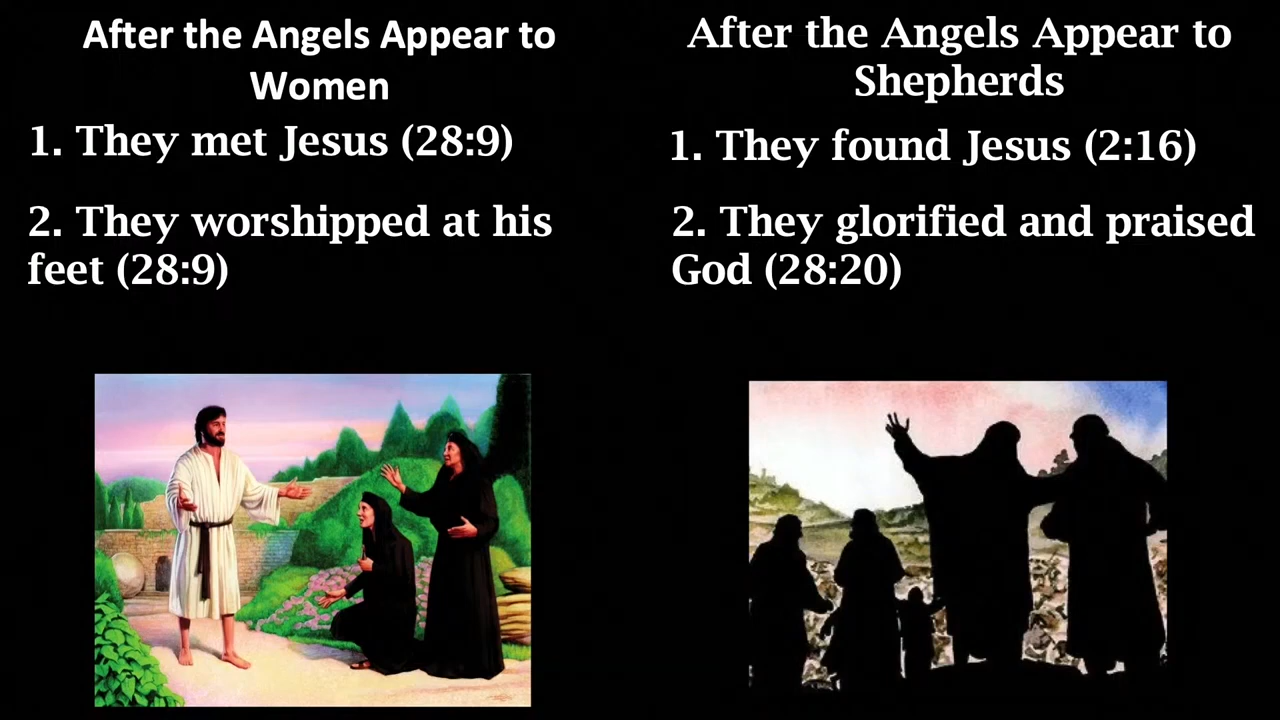 After the Angels Appear to
Women
1. They met Jesus (28:9)
2. They worshipped at his
feet (28:9)
After the Angels Appear to
Shepherds
1. They found Jesus (2:16)
2. They glorified and praised
God (28:20)